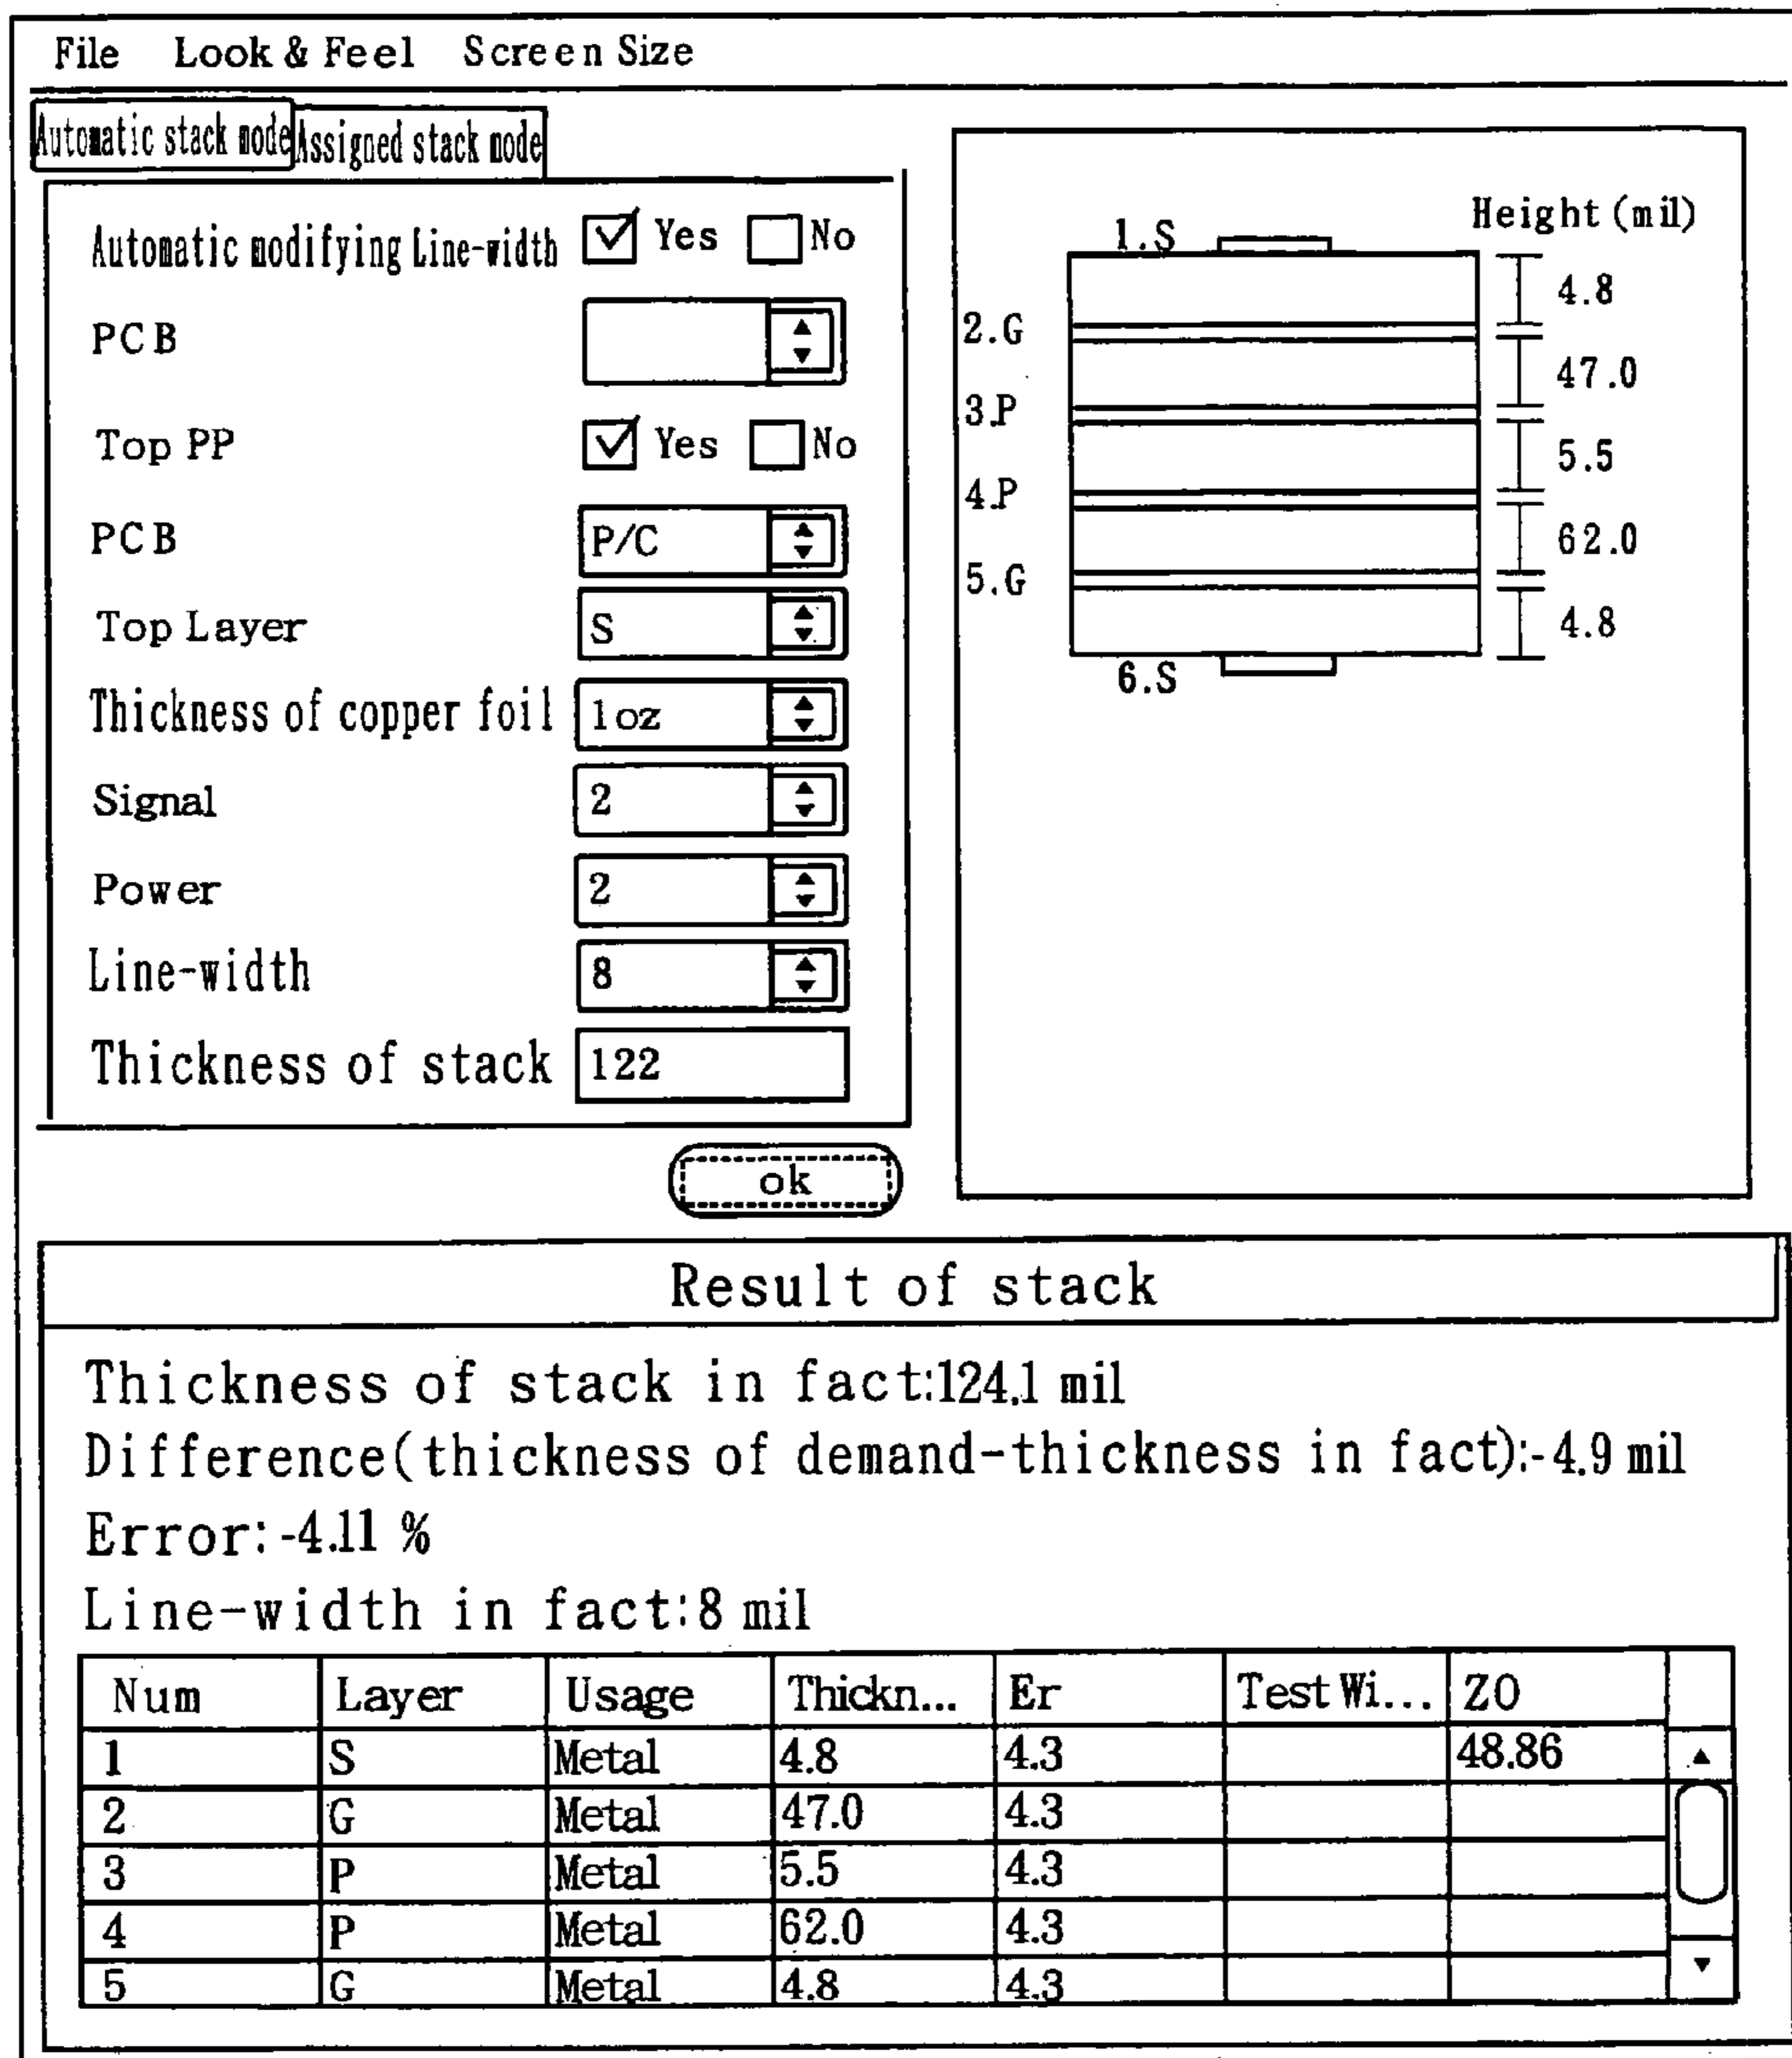 File Look & Feel Screen Size
Automatic stack mode Assigned stack mode
Automatic modifying Line-width Yes No
PCB
Top PP Yes No
PCB P/C
Top Layer S
Thickness of copper foil 1oz
Signal 2
Power 2
Line-width 8
Thickness of stack 122
ok
Height (mil)
1.S
4.8
2.G
47.0
3.P
5.5
4.P
62.0
5.G
4.8
6.S
Result of stack
Thickness of stack in fact:124.1 mil
Difference(thickness of demand-thickness in fact):-4.9 mil
Error:-4.11 %
Line-width in fact:8 mil
Num Layer Usage Thickn... Er Test Wi... ZO
1 S Metal 4.8 4.3 48.86
2 G Metal 47.0 4.3
3 P Metal 5.5 4.3
4 P Metal 62.0 4.3
5 G Metal 4.8 4.3